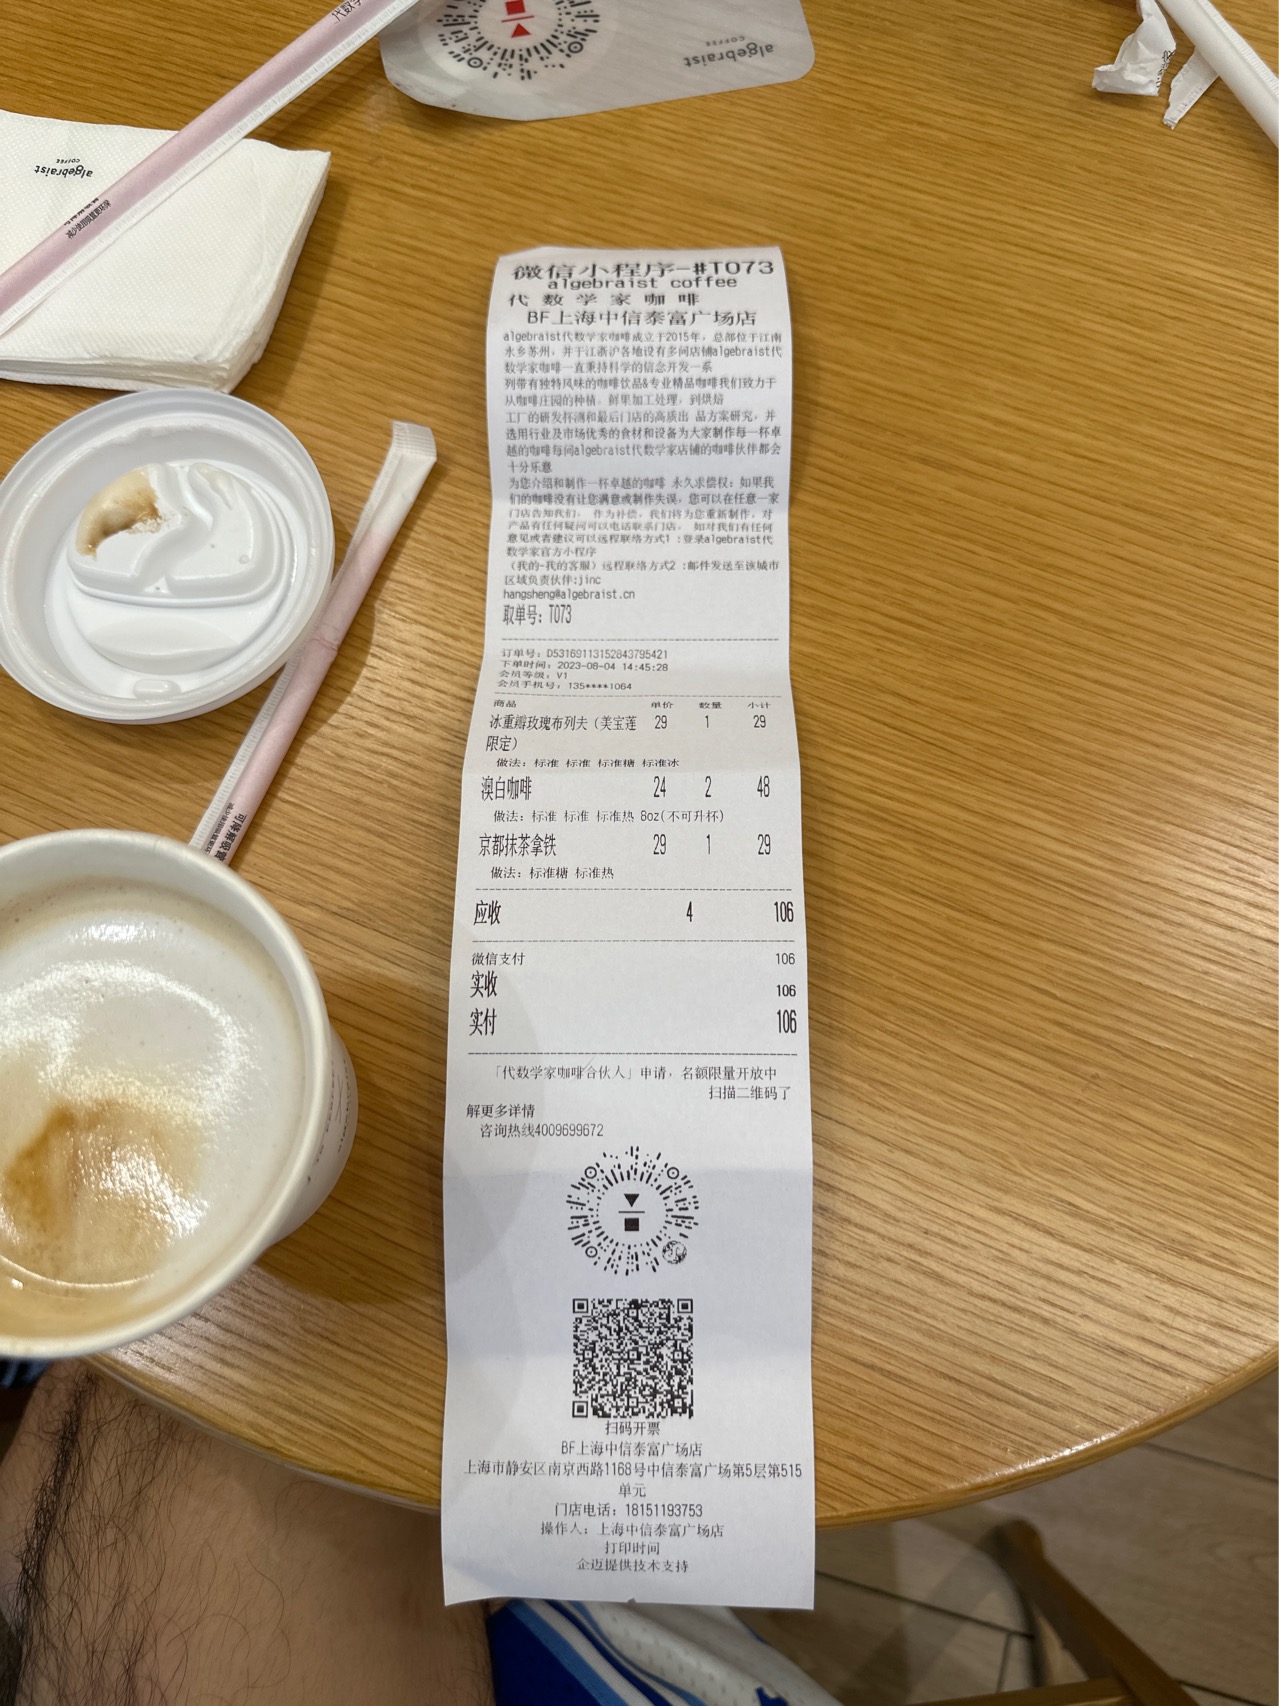 代数学
algebraist
COFFEE
algebraist
COFFEE
减少使用吸管更环保
可降解吸管
微信小程序-#T073
algebraist coffee
代数学家咖啡
BF上海中信泰富广场店
algebraist代数学家咖啡成立于2015年，总部位于江南
水乡苏州，并于江浙沪各地设有多间店铺algebraist代
数学家咖啡一直秉持科学的信念开发一系
列带有独特风味的咖啡饮品&专业精品咖啡我们致力于
从咖啡庄园的种植，鲜果加工处理，到烘焙
工厂的研发杯测和最后门店的高质出 品方案研究，并
选用行业及市场优秀的食材和设备为大家制作每一杯卓
越的咖啡每间algebraist代数学家店铺的咖啡伙伴都会
十分乐意
为您介绍和制作一杯卓越的咖啡 永久求偿权：如果我
们的咖啡没有让您满意或制作失误，您可以在任意一家
门店告知我们， 作为补偿，我们将为您重新制作，对
产品有任何疑问可以电话联系门店， 如对我们有任何
意见或者建议可以远程联络方式1：登录algebraist代
数学家官方小程序
（我的-我的客服）远程联络方式2：邮件发送至该城市
区域负责伙伴:jinc
hangsheng@algebraist.cn
取单号：T073
订单号：D53169113152843795421
下单时间：2023-08-04 14:45:28
会员等级：V1
会员手机号：135****1064
商品 单价 数量 小计
冰重瓣玫瑰布列夫（美宝莲 29 1 29
限定）
做法：标准 标准 标准糖 标准冰
澳白咖啡 24 2 48
做法：标准 标准 标准热 8oz(不可升杯)
京都抹茶拿铁 29 1 29
做法：标准糖 标准热
应收 4 106
微信支付 106
实收 106
实付 106
「代数学家咖啡合伙人」申请，名额限量开放中
扫描二维码了
解更多详情
咨询热线4009699672
扫码开票
BF上海中信泰富广场店
上海市静安区南京西路1168号中信泰富广场第5层第515
单元
门店电话：18151193753
操作人：上海中信泰富广场店
打印时间
企迈提供技术支持